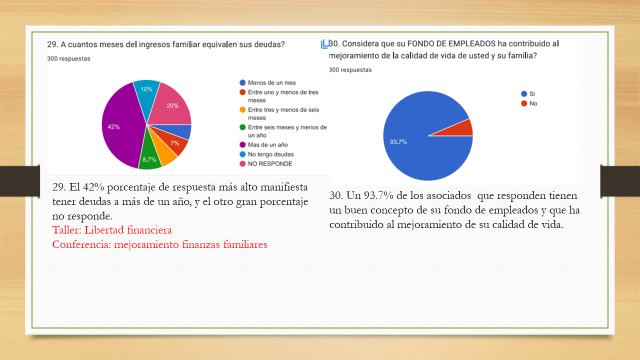 29. A cuantos meses del ingresos familiar equivalen sus deudas?
300 respuestas
10%
20%
42%
7%
8,7%
Menos de un mes
Entre uno y menos de tres
meses
Entre tres y menos de seis
meses
Entre seis meses y menos de
un año
Mas de un año
No tengo deudas
NO RESPONDE
29. El 42% porcentaje de respuesta más alto manifiesta
tener deudas a más de un año, y el otro gran porcentaje
no responde.
Taller: Libertad financiera
Conferencia: mejoramiento finanzas familiares
30. Considera que su FONDO DE EMPLEADOS ha contribuido al
mejoramiento de la calidad de vida de usted y su familia?
300 respuestas
93,7%
Si
No
30. Un 93.7% de los asociados que responden tienen
un buen concepto de su fondo de empleados y que ha
contribuido al mejoramiento de su calidad de vida.